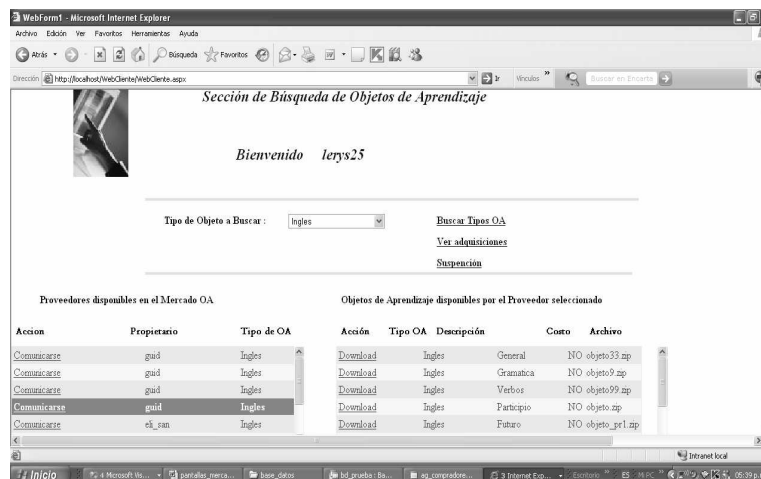 WebForm1 - Microsoft Internet Explorer
Archivo Edición Ver Favoritos Herramientas Ayuda
Atrás Búsqueda Favoritos
Dirección http://localhost/WebCliente/WebCliente.aspx Ir Vínculos » Buscar en Encarta
Sección de Búsqueda de Objetos de Aprendizaje
Bienvenido lerys25
Tipo de Objeto a Buscar : Ingles Buscar Tipos OA
Ver adquisiciones
Suspención
Proveedores disponibles en el Mercado OA Objetos de Aprendizaje disponibles por el Proveedor seleccionado
Accion Propietario Tipo de OA Acción Tipo OA Descripción Costo Archivo
Comunicarse guid Ingles Download Ingles General NO objeto33.zip
Comunicarse guid Ingles Download Ingles Gramatica NO objeto9.zip
Comunicarse guid Ingles Download Ingles Verbos NO objeto99.zip
Comunicarse guid Ingles Download Ingles Participio NO objeto.zip
Comunicarse eli_san Ingles Download Ingles Futuro NO objeto_pr1.zip
Intranet local
Inicio 4 Microsoft Vis... pantallas_merca... base_datos bd_prueba : Ba... ag_compradore... 3 Internet Exp... Escritorio » ES MI PC » 05:39 p.